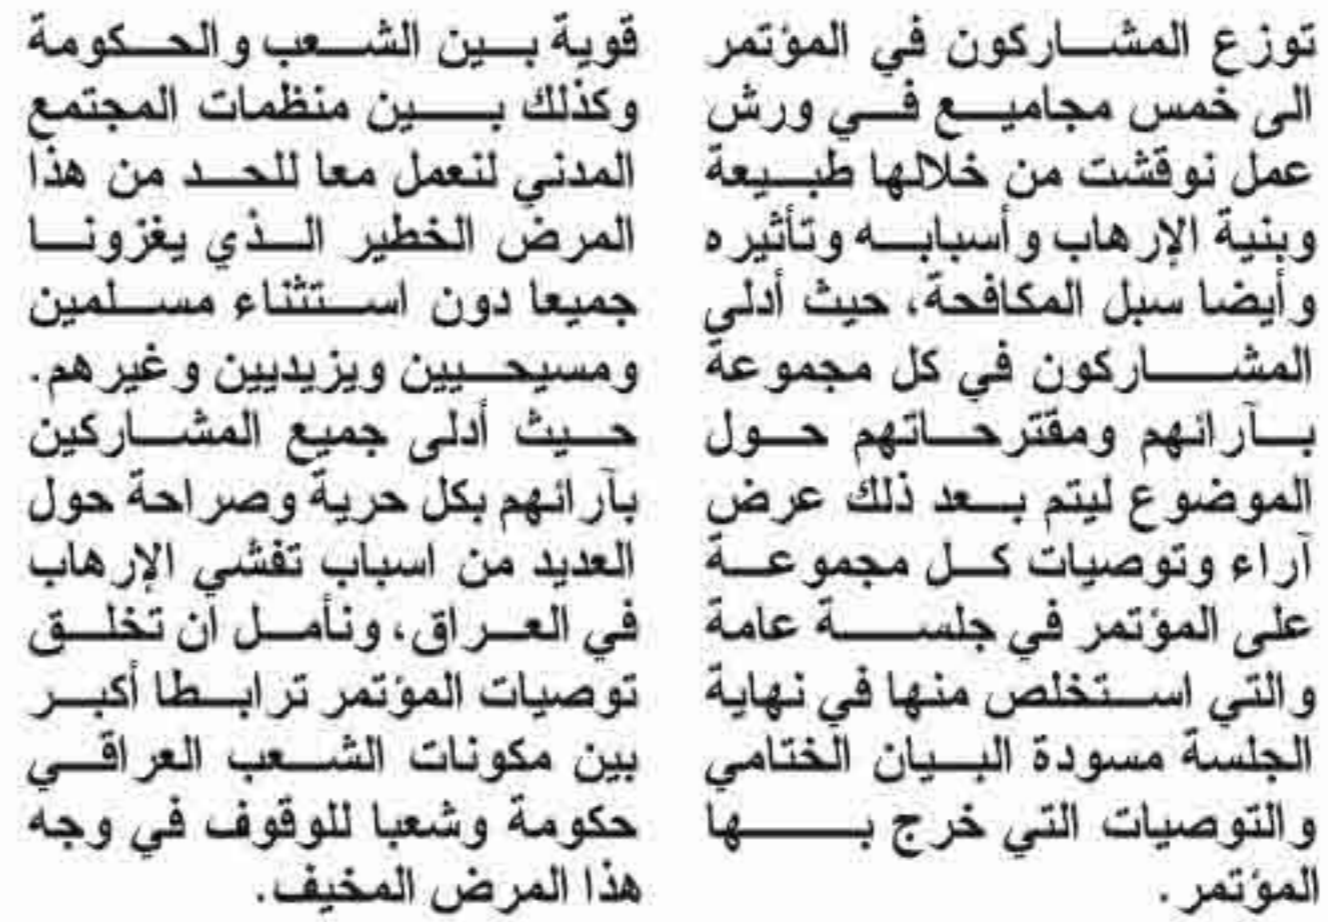 توزع المشاركون في المؤتمر
الى خمس مجاميع في ورش
عمل نوقشت من خلالها طبيعة
وبنية الإرهاب وأسبابه وتأثيره
وأيضا سبل المكافحة، حيث أدلى
المشاركون في كل مجموعة
بآرائهم ومقترحاتهم حول
الموضوع ليتم بعد ذلك عرض
آراء وتوصيات كل مجموعة
على المؤتمر في جلسة عامة
والتي استخلص منها في نهاية
الجلسة مسودة البيان الختامي
والتوصيات التي خرج بها
المؤتمر.
قوية بين الشعب والحكومة
وكذلك بين منظمات المجتمع
المدني لنعمل معا للحد من هذا
المرض الخطير الذي يغزونا
جميعا دون استثناء مسلمين
ومسيحيين ويزيديين وغيرهم.
حيث أدلى جميع المشاركين
بآرائهم بكل حرية وصراحة حول
العديد من اسباب تفشي الإرهاب
في العراق، ونأمل ان تخلق
توصيات المؤتمر ترابطا أكبر
بين مكونات الشعب العراقي
حكومة وشعبا للوقوف في وجه
هذا المرض المخيف.